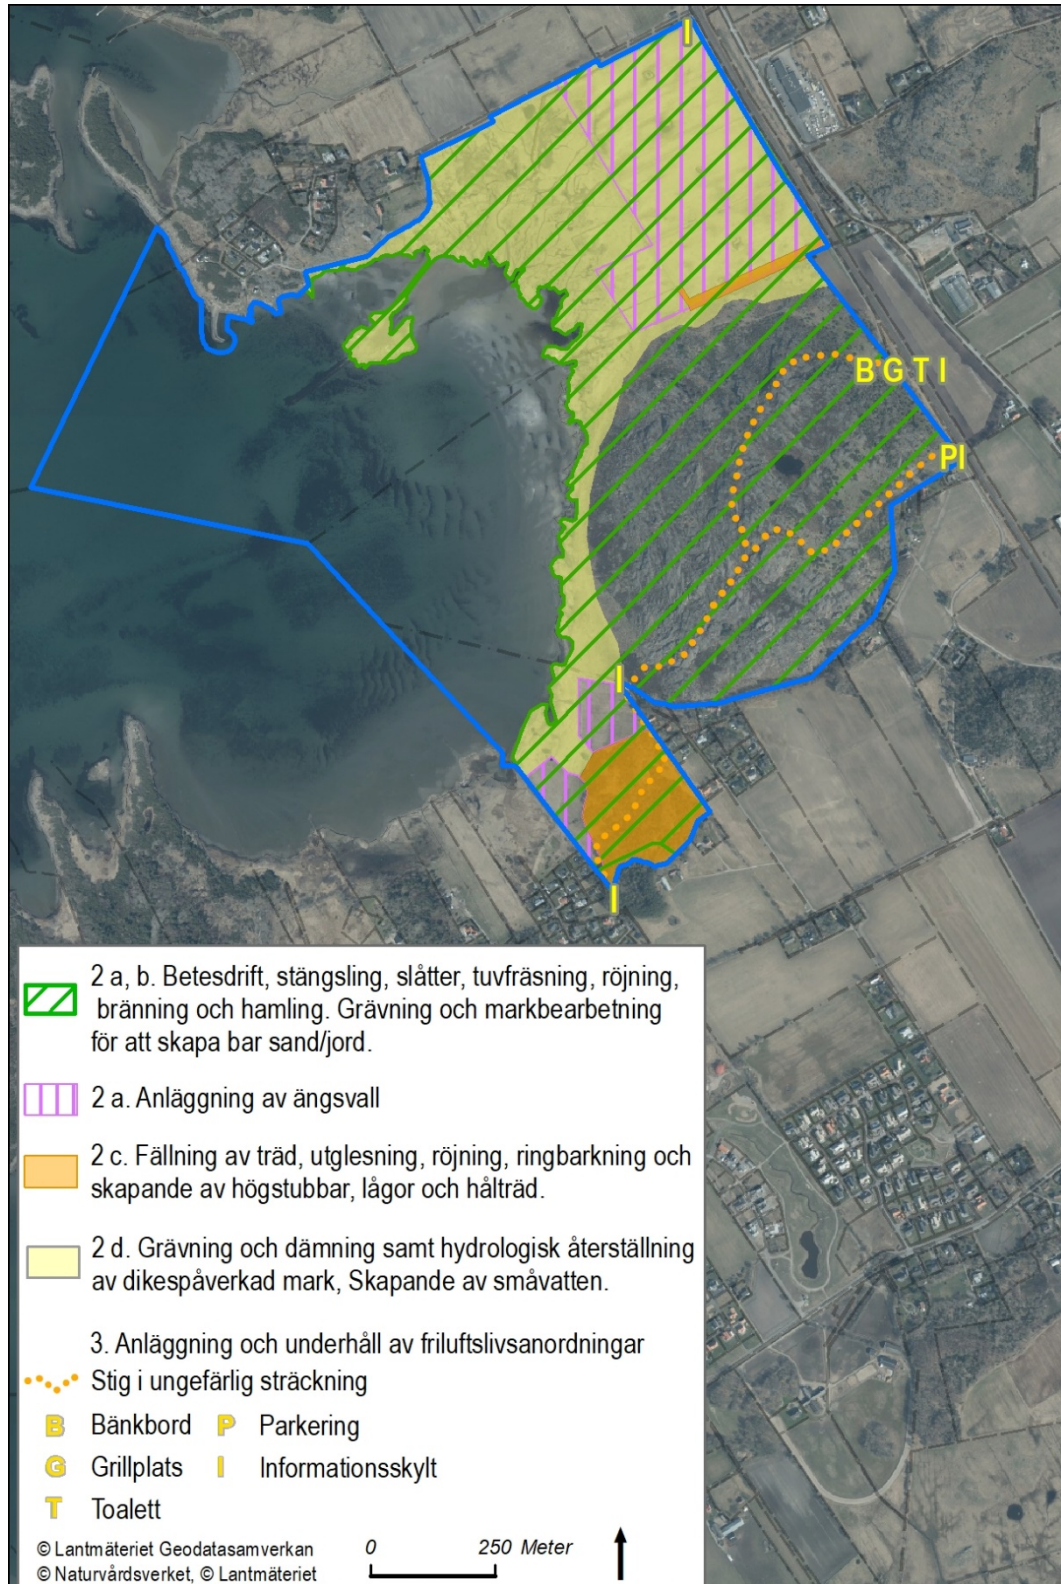 I
B G T I
PI
I
I
2 a, b. Betesdrift, stängsling, slåtter, tuvfräsning, röjning,
bränning och hamling. Grävning och markbearbetning
för att skapa bar sand/jord.
2 a. Anläggning av ängsvall
2 c. Fällning av träd, utglesning, röjning, ringbarkning och
skapande av högstubbar, lågor och hålträd.
2 d. Grävning och dämning samt hydrologisk återställning
av dikespåverkad mark, Skapande av småvatten.
3. Anläggning och underhåll av friluftslivsanordningar
Stig i ungefärlig sträckning
B Bänkbord P Parkering
G Grillplats I Informationsskylt
T Toalett
© Lantmäteriet Geodatasamverkan
© Naturvårdsverket, © Lantmäteriet
0 250 Meter